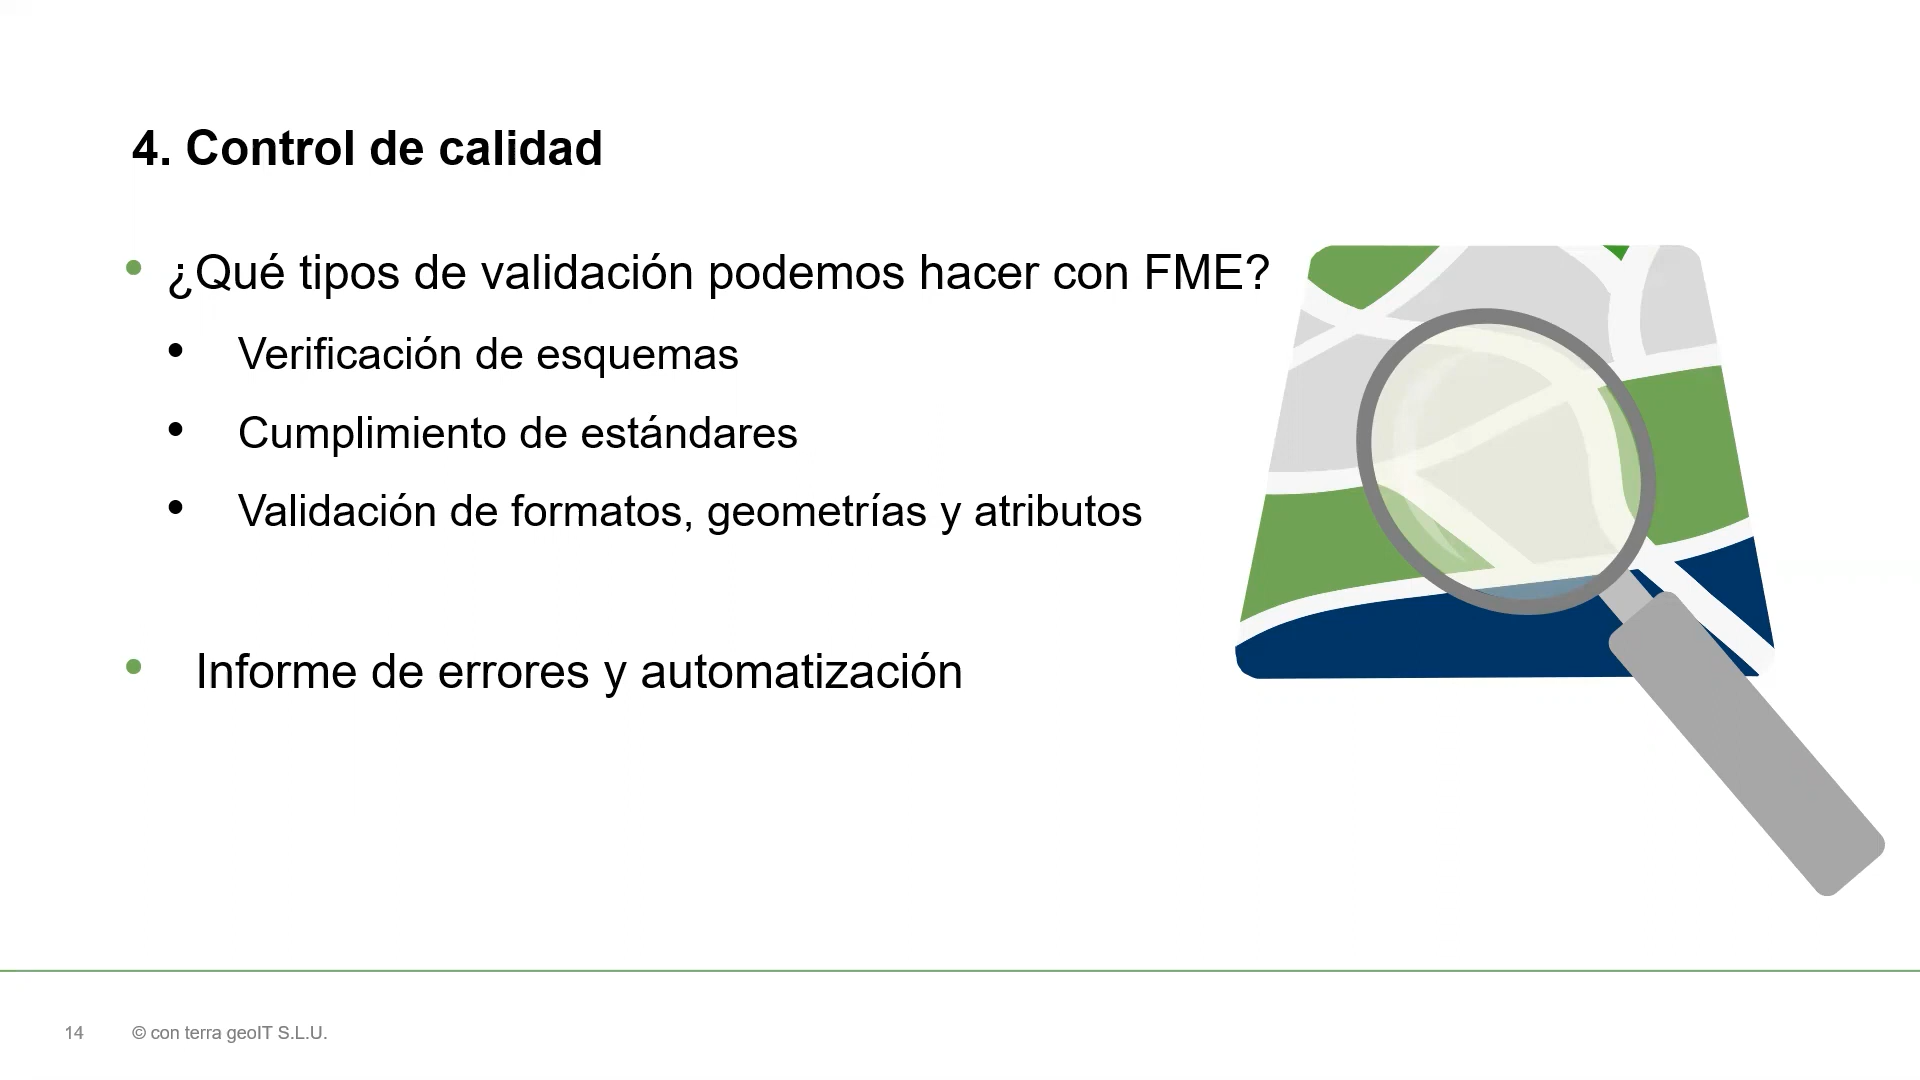 4. Control de calidad
• ¿Qué tipos de validación podemos hacer con FME?
• Verificación de esquemas
• Cumplimiento de estándares
• Validación de formatos, geometrías y atributos
• Informe de errores y automatización
14 © con terra geoIT S.L.U.